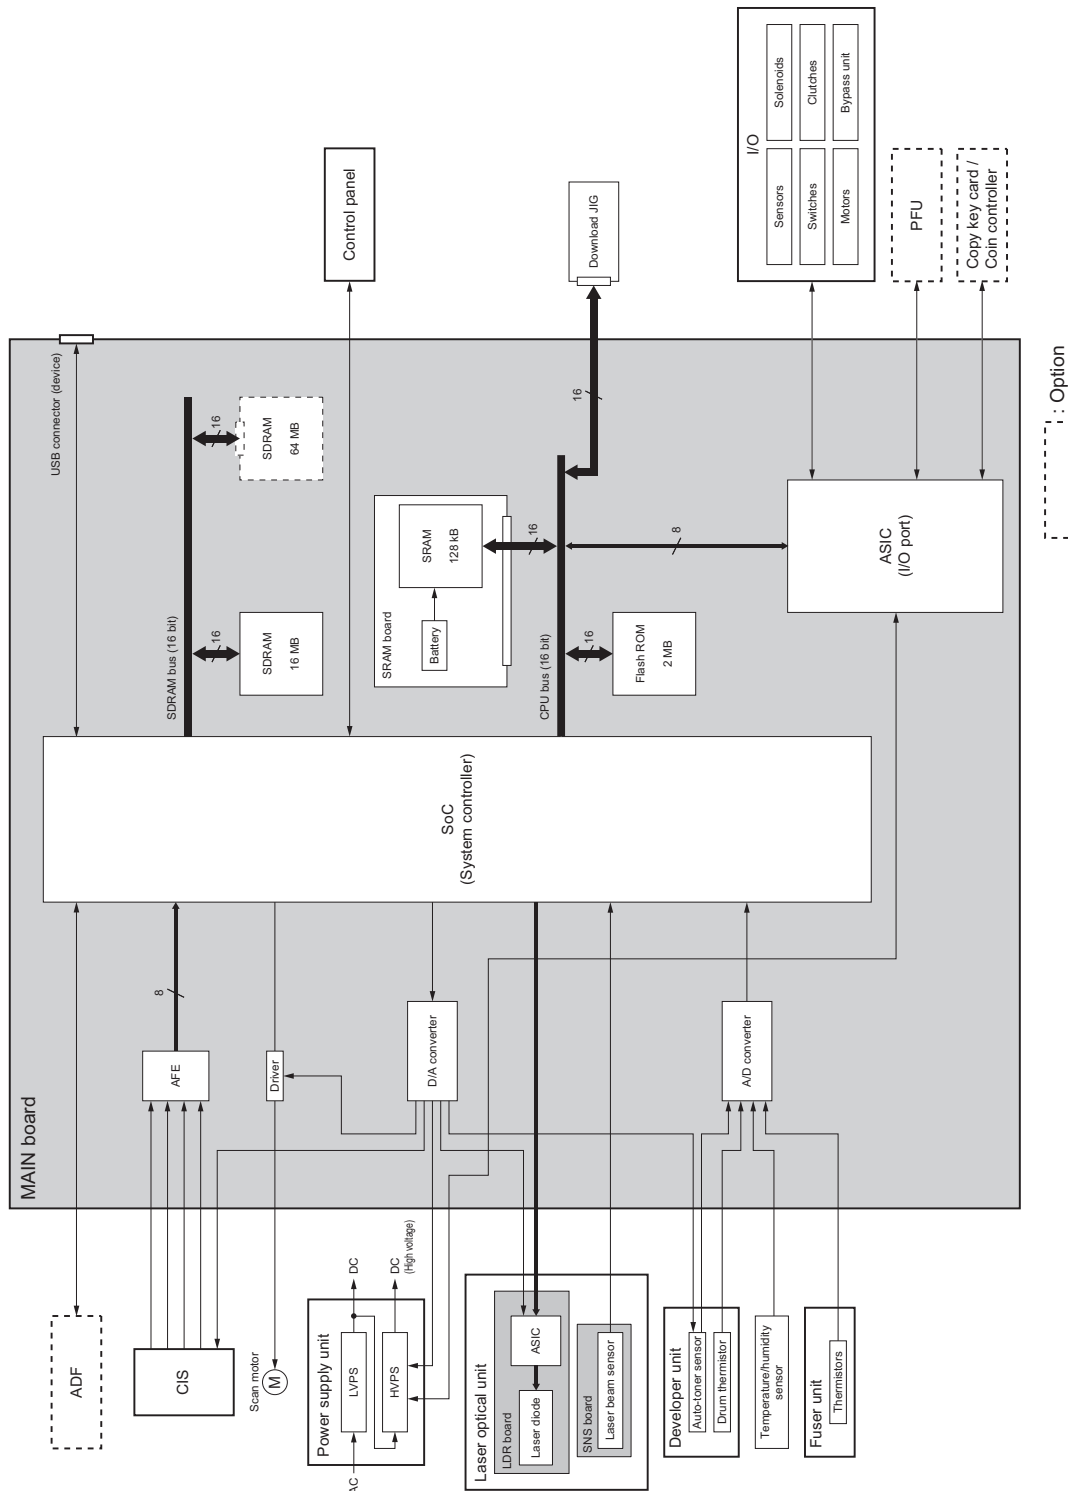 MAIN board
ADF
CIS
Scan motor
M
Power supply unit
AC
LVPS
HVPS
DC
DC
(High voltage)
Laser optical unit
LDR board
Laser diode
ASIC
SNS board
Laser beam sensor
Developer unit
Auto-toner sensor
Drum thermistor
Temperature/humidity
sensor
Fuser unit
Thermistors
AFE
8
Driver
D/A converter
A/D converter
SoC
(System controller)
USB connector (device)
SDRAM bus (16 bit)
16
SDRAM
16 MB
16
SDRAM
64 MB
SRAM board
Battery
SRAM
128 kB
16
CPU bus (16 bit)
16
Flash ROM
2 MB
8
16
ASIC
(I/O port)
Control panel
Download JIG
I/O
Sensors
Solenoids
Switches
Clutches
Motors
Bypass unit
PFU
Copy key card /
Coin controller
: Option